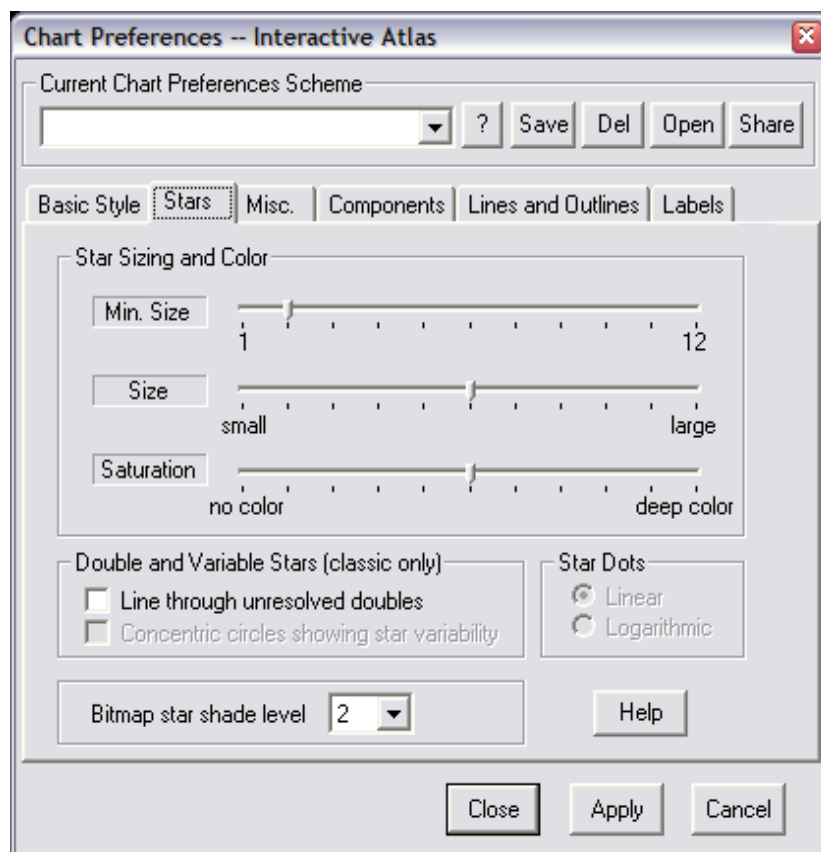 Chart Preferences -- Interactive Atlas
Current Chart Preferences Scheme
? Save Del Open Share
Basic Style Stars Misc. Components Lines and Outlines Labels
Star Sizing and Color
Min. Size
1 12
Size
small large
Saturation
no color deep color
Double and Variable Stars (classic only)
Line through unresolved doubles
Concentric circles showing star variability
Star Dots
Linear
Logarithmic
Bitmap star shade level 2
Help
Close Apply Cancel